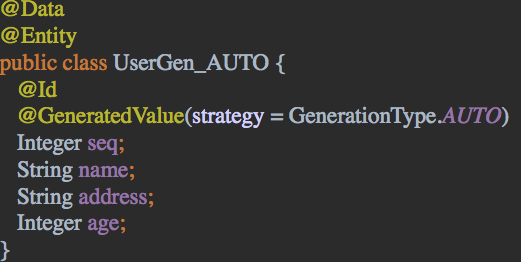 @Data
@Entity
public class UserGen_AUTO {
@Id
@GeneratedValue(strategy = GenerationType.AUTO)
Integer seq;
String name;
String address;
Integer age;
}